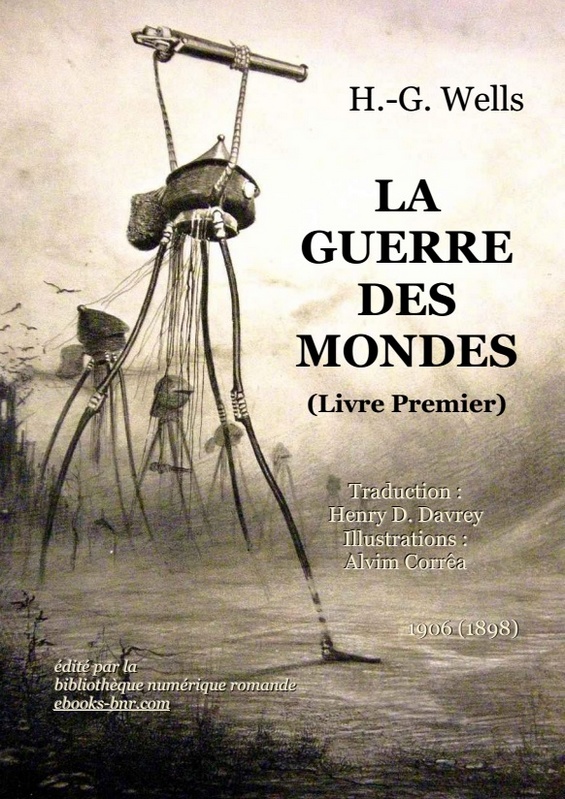 H.-G. Wells
LA
GUERRE
DES
MONDES
(Livre Premier)
Traduction :
Henry D. Davrey
Illustrations :
Alvim Corrêa
1906 (1898)
édité par la
bibliothèque numérique romande
ebooks-bnr.com